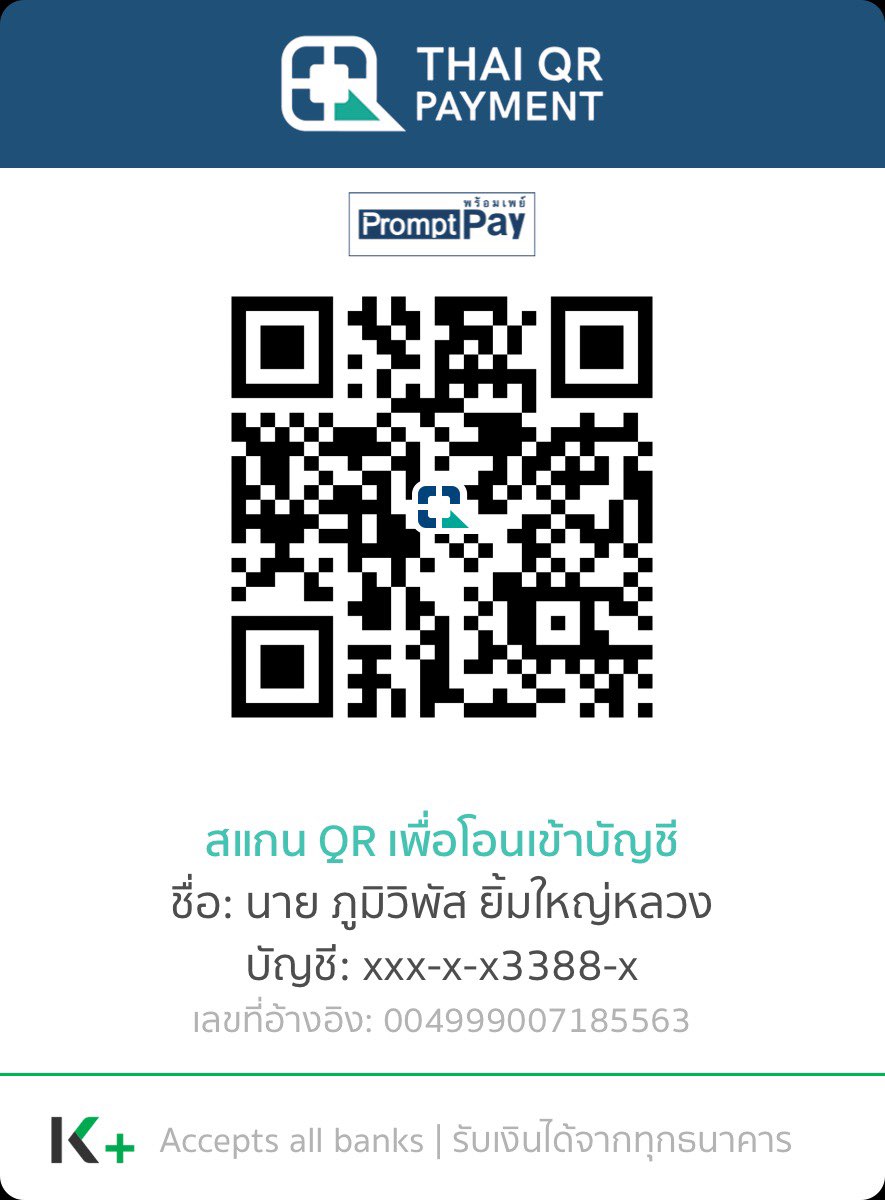 THAI QR
PAYMENT
พร้อมเพย์
PromptPay
สแกน QR เพื่อโอนเข้าบัญชี
ชื่อ: นาย ภูมิวิพัส ยิ้มใหญ่หลวง
บัญชี: xxx-x-x3388-x
เลขที่อ้างอิง: 004999007185563
K+ Accepts all banks | รับเงินได้จากทุกธนาคาร